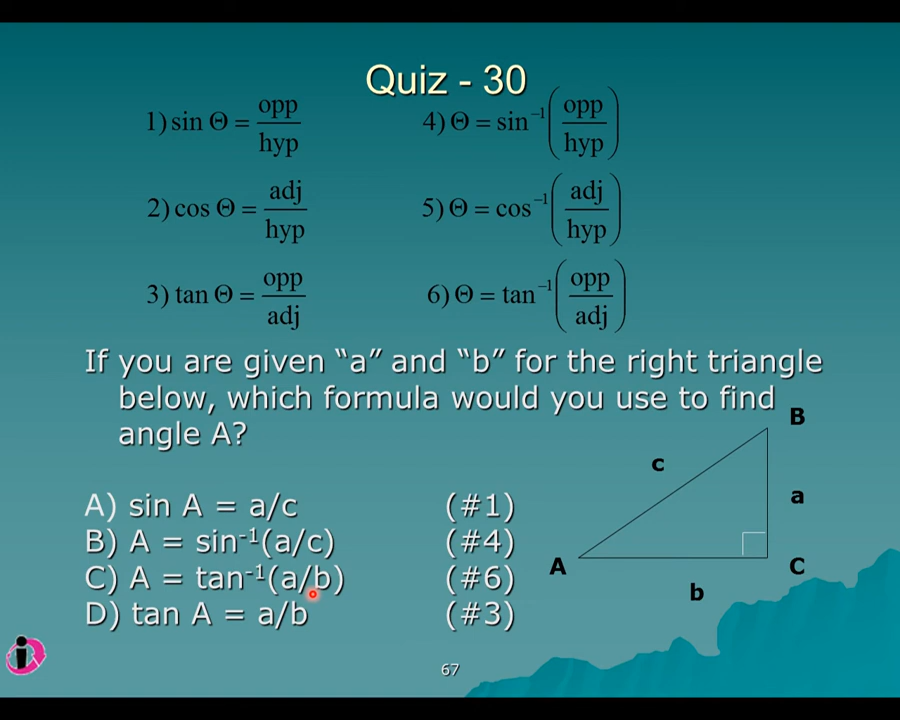 Quiz - 30
1) sin Θ = opp/hyp
4) Θ = sin⁻¹(opp/hyp)
2) cos Θ = adj/hyp
5) Θ = cos⁻¹(adj/hyp)
3) tan Θ = opp/adj
6) Θ = tan⁻¹(opp/adj)
If you are given “a” and “b” for the right triangle
below, which formula would you use to find
angle A?
A) sin A = a/c (#1)
B) A = sin⁻¹(a/c) (#4)
C) A = tan⁻¹(a/b) (#6)
D) tan A = a/b (#3)
B
c
a
A
C
b
67